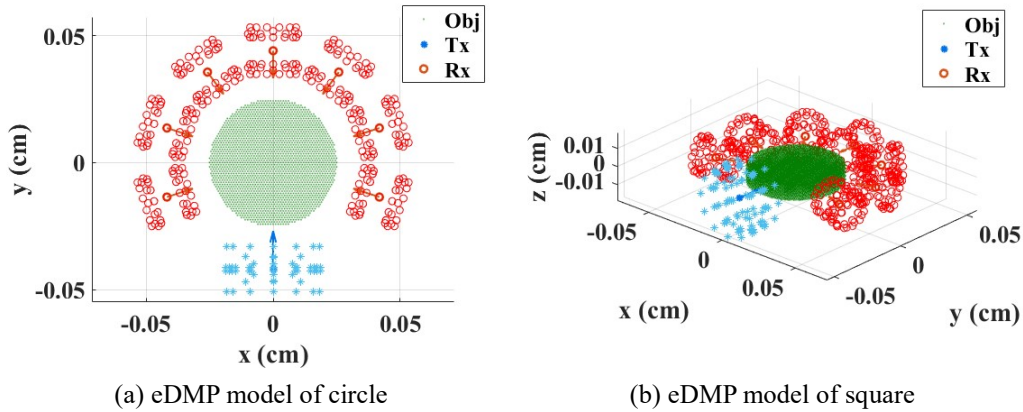 0.05
0
-0.05
y (cm)
-0.05
0
0.05
x (cm)
Obj
Tx
Rx
(a) eDMP model of circle
Obj
Tx
Rx
0.01
0
-0.01
z (cm)
-0.05
0
0.05
x (cm)
-0.05
0
0.05
y (cm)
(b) eDMP model of square